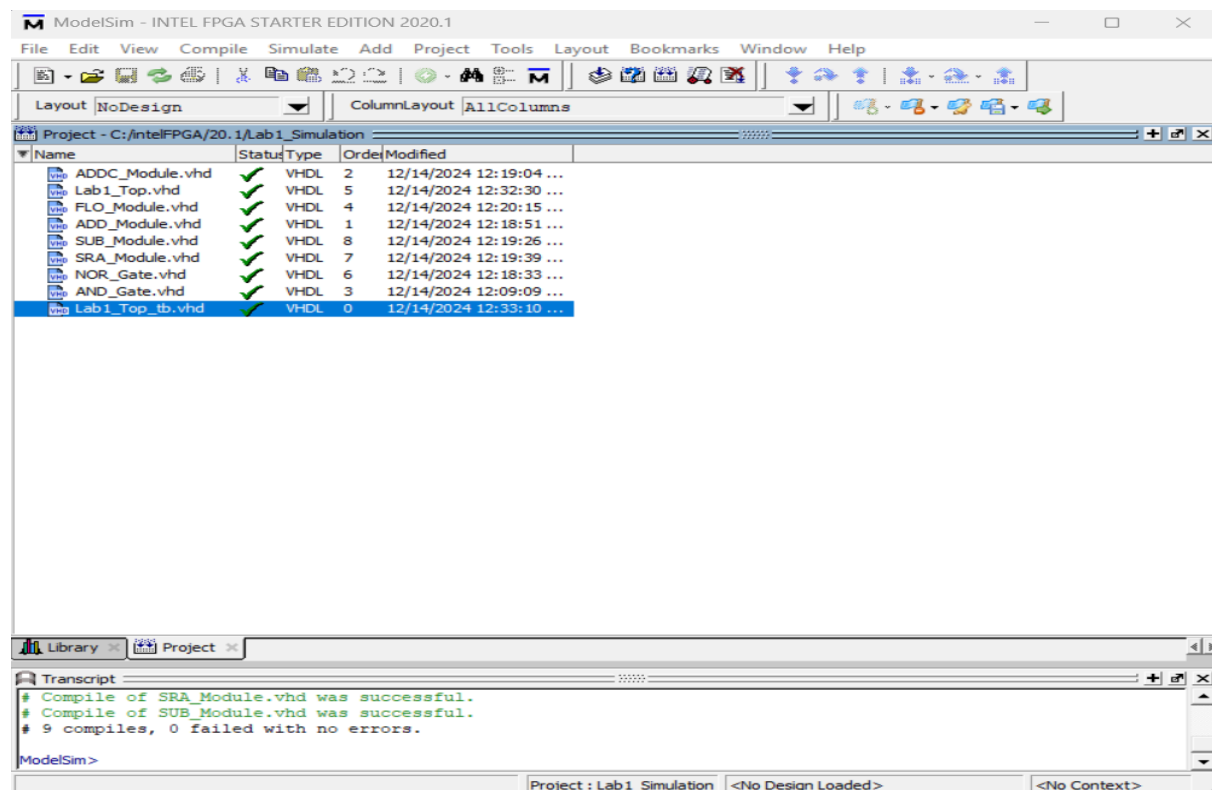 ModelSim - INTEL FPGA STARTER EDITION 2020.1
File Edit View Compile Simulate Add Project Tools Layout Bookmarks Window Help
Layout NoDesign ColumnLayout AllColumns
Project - C:/intelFPGA/20.1/Lab1_Simulation
Name Status Type Order Modified
ADDC_Module.vhd VHDL 2 12/14/2024 12:19:04 ...
Lab1_Top.vhd VHDL 5 12/14/2024 12:32:30 ...
FLO_Module.vhd VHDL 4 12/14/2024 12:20:15 ...
ADD_Module.vhd VHDL 1 12/14/2024 12:18:51 ...
SUB_Module.vhd VHDL 8 12/14/2024 12:19:26 ...
SRA_Module.vhd VHDL 7 12/14/2024 12:19:39 ...
NOR_Gate.vhd VHDL 6 12/14/2024 12:18:33 ...
AND_Gate.vhd VHDL 3 12/14/2024 12:09:09 ...
Lab1_Top_tb.vhd VHDL 0 12/14/2024 12:33:10 ...
Library Project
Transcript
# Compile of SRA_Module.vhd was successful.
# Compile of SUB_Module.vhd was successful.
# 9 compiles, 0 failed with no errors.
ModelSim>
Project : Lab1_Simulation <No Design Loaded> <No Context>